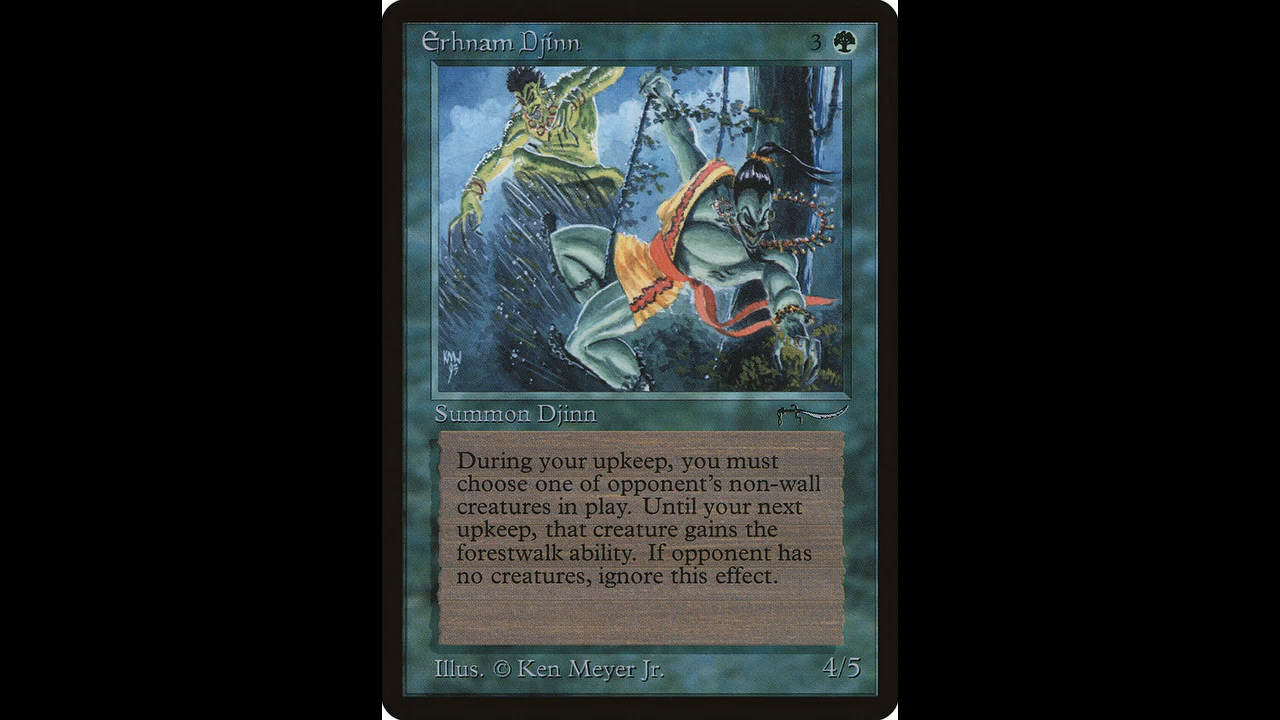 Erhnam Djinn 3
KMJr
93
Summon Djinn
During your upkeep, you must
choose one of opponent's non-wall
creatures in play. Until your next
upkeep, that creature gains the
forestwalk ability. If opponent has
no creatures, ignore this effect.
Illus. © Ken Meyer Jr. 4/5